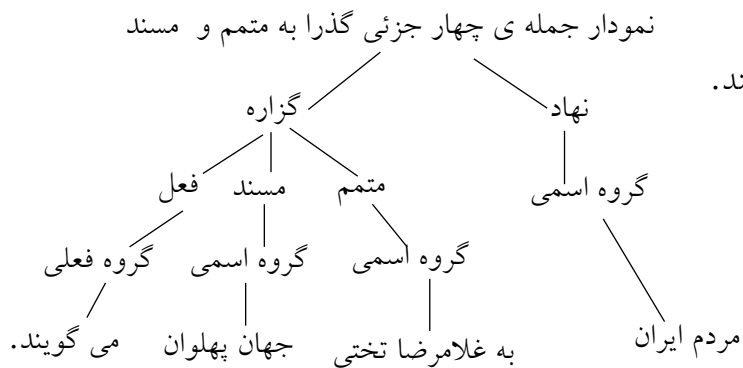 نمودار جمله ی چهار جزئی گذرا به متمم و مسند
ند.
نهاد گزاره
گروه اسمی متمم مسند فعل
گروه اسمی گروه اسمی گروه فعلی
مردم ایران به غلامرضا تختی جهان پهلوان می گویند.